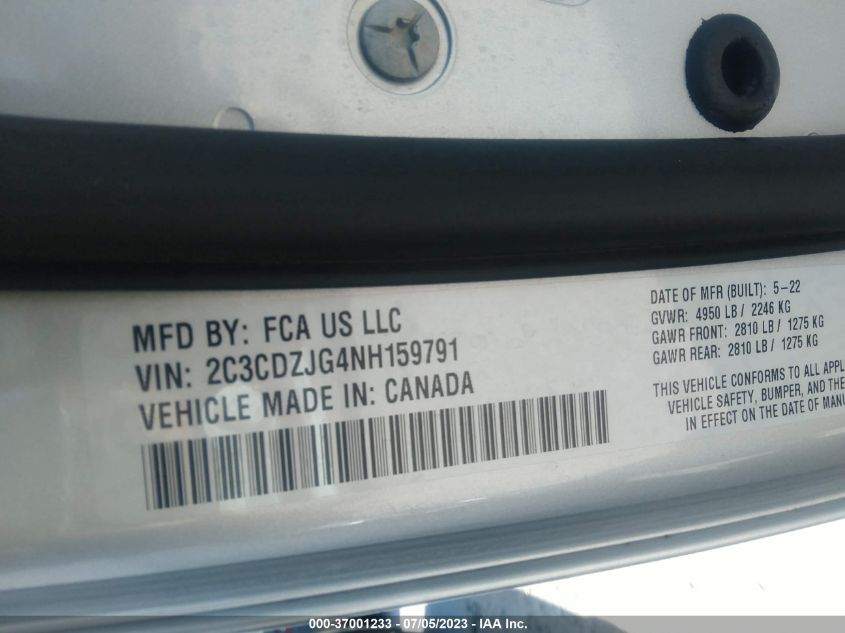 MFD BY: FCA US LLC
VIN: 2C3CDZJG4NH159791
VEHICLE MADE IN: CANADA
DATE OF MFR (BUILT): 5-22
GVWR: 4950 LB / 2246 KG
GAWR FRONT: 2810 LB / 1275 KG
GAWR REAR: 2810 LB / 1275 KG
THIS VEHICLE CONFORMS TO ALL APPL
VEHICLE SAFETY, BUMPER, AND THE
IN EFFECT ON THE DATE OF MANU
000-37001233 - 07/05/2023 - IAA Inc.